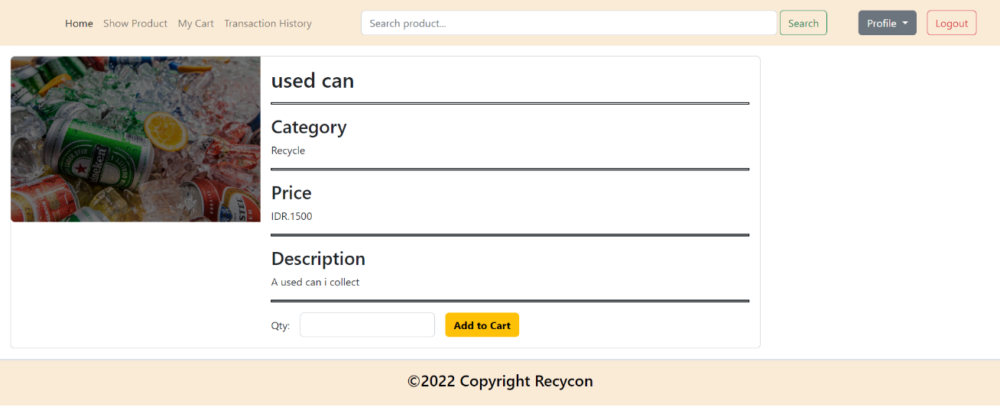 Home Show Product My Cart Transaction History Search product... Search Profile Logout
used can
Category
Recycle
Price
IDR.1500
Description
A used can i collect
Qty: Add to Cart
©2022 Copyright Recycon